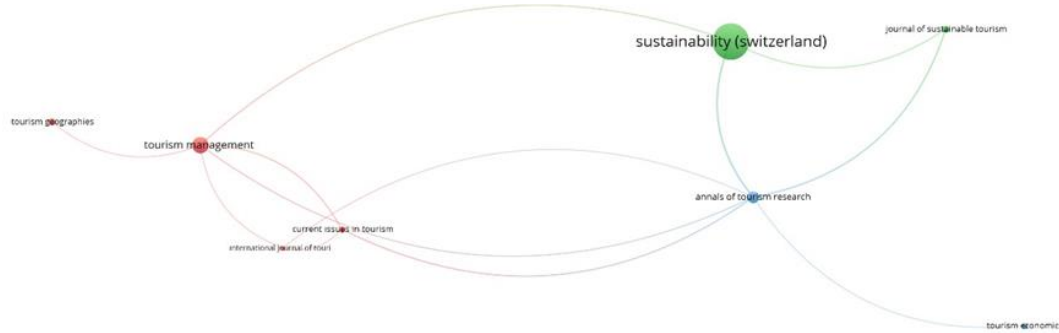 sustainability (switzerland)
journal of sustainable tourism
tourism geographies
tourism management
annals of tourism research
current issues in tourism
international journal of touri
tourism economic